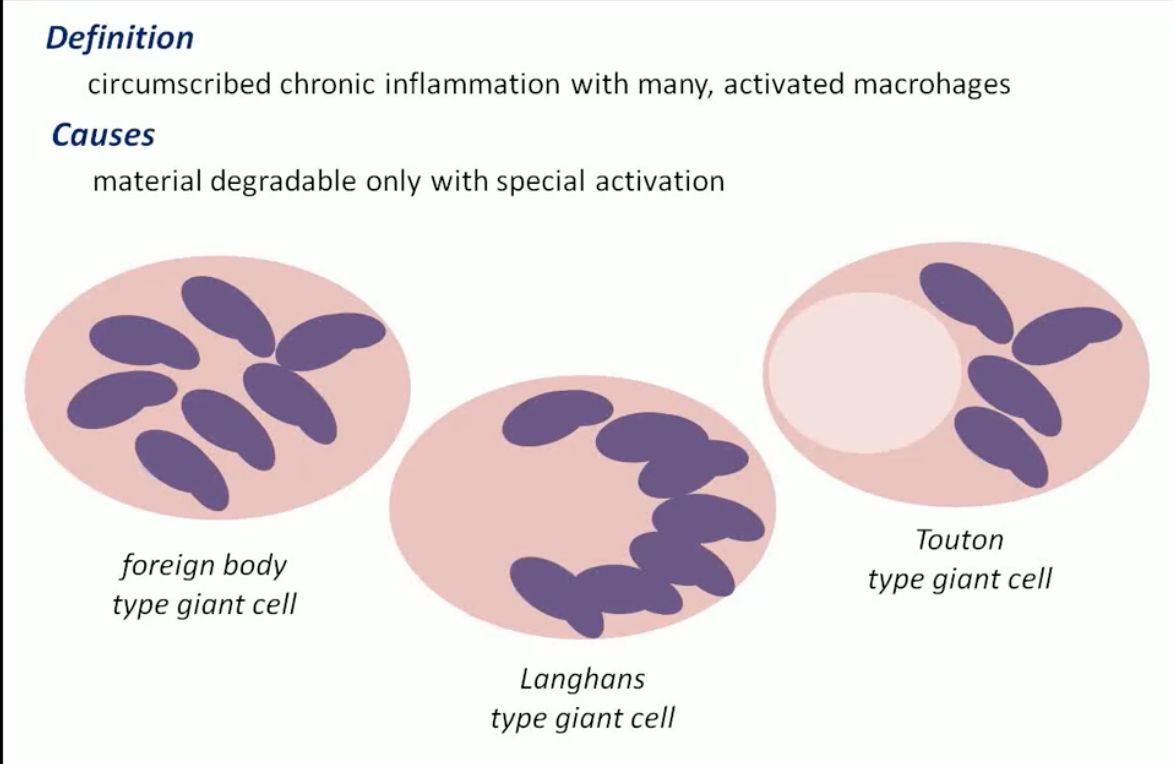 Definition
circumscribed chronic inflammation with many, activated macrohages
Causes
material degradable only with special activation
foreign body
type giant cell
Langhans
type giant cell
Touton
type giant cell